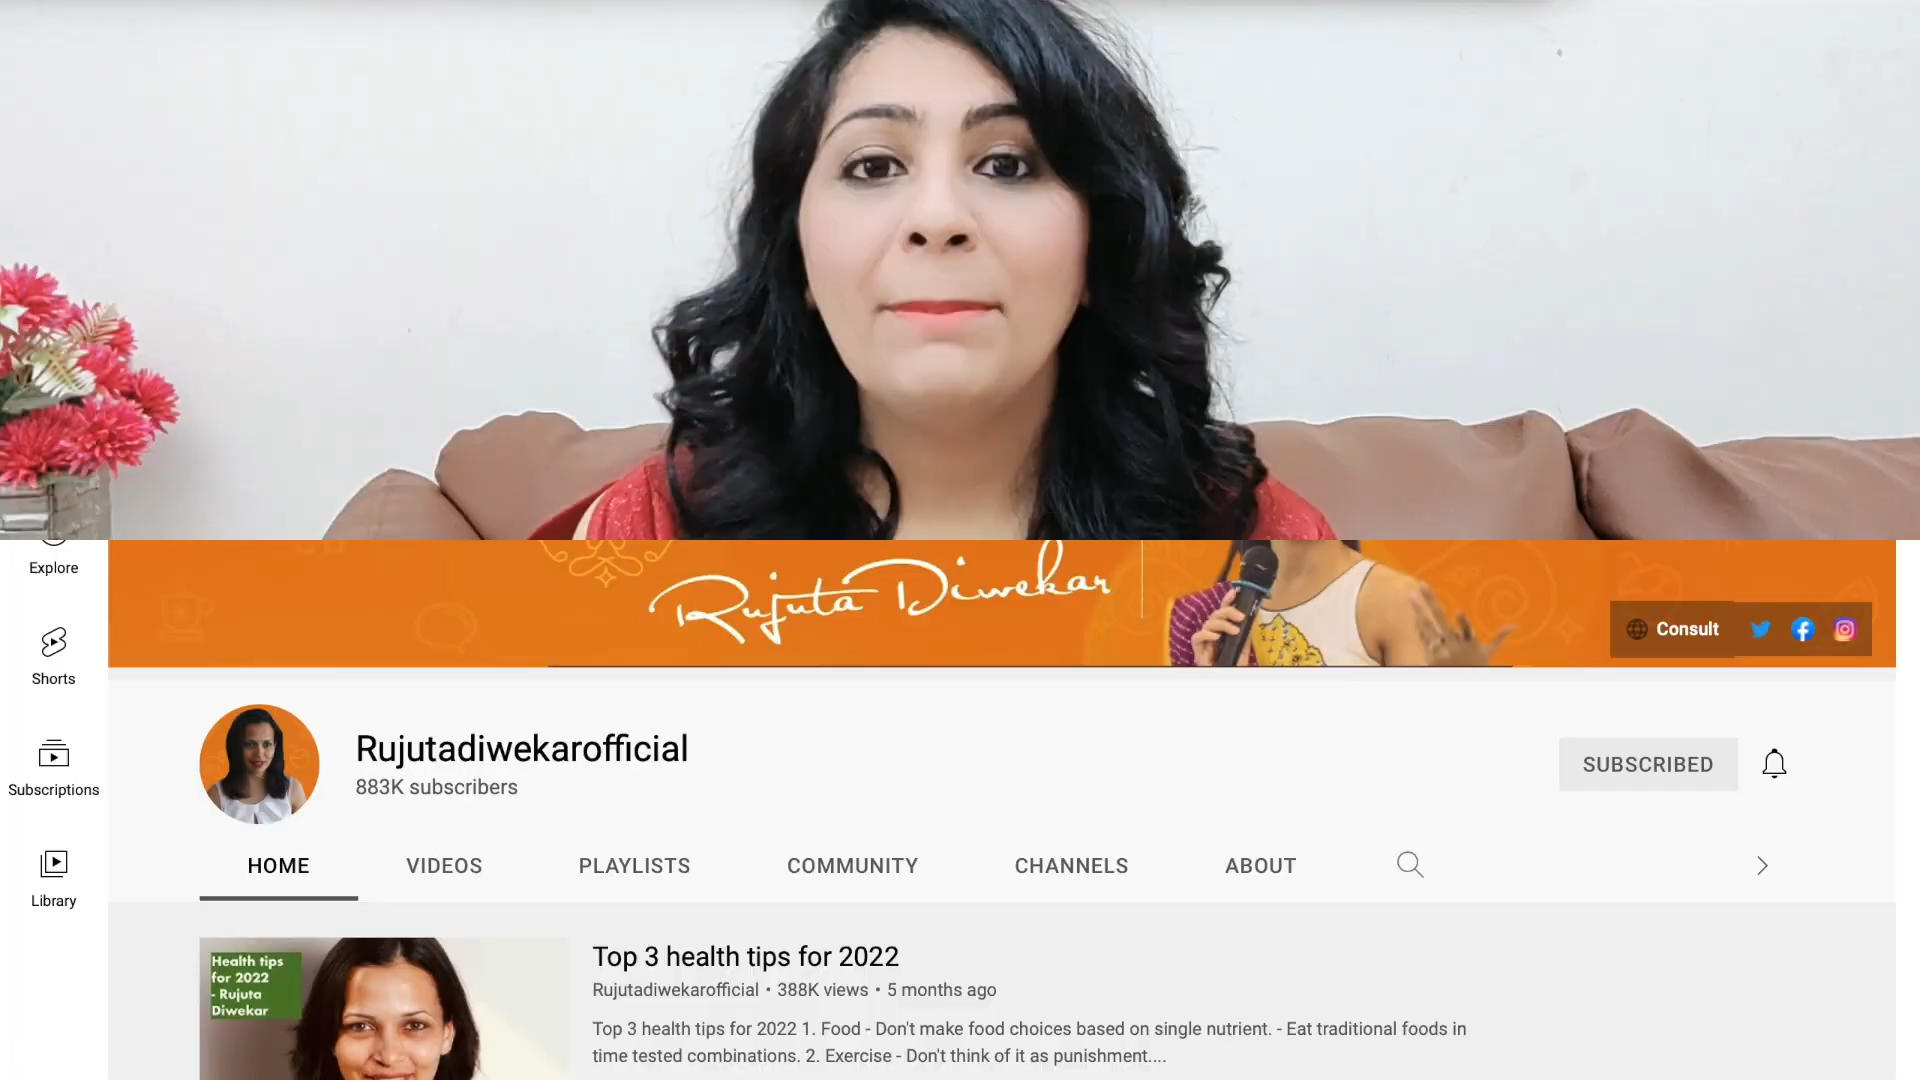 Explore
Rujuta Diwekar
Consult
Shorts
Rujutadiwekarofficial
883K subscribers
SUBSCRIBED
Subscriptions
HOME
VIDEOS
PLAYLISTS
COMMUNITY
CHANNELS
ABOUT
Library
Health tips
for 2022
- Rujuta
Diwekar
Top 3 health tips for 2022
Rujutadiwekarofficial • 388K views • 5 months ago
Top 3 health tips for 2022 1. Food - Don't make food choices based on single nutrient. - Eat traditional foods in
time tested combinations. 2. Exercise - Don't think of it as punishment....